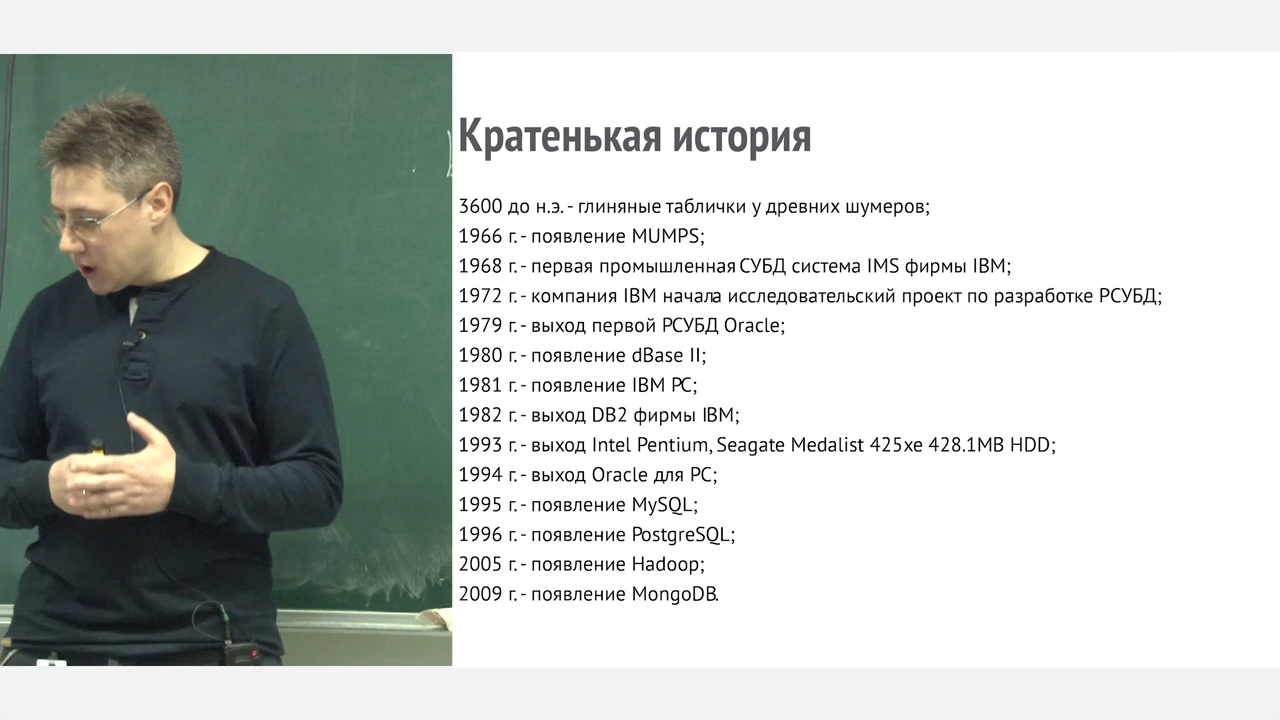 Кратенькая история
3600 до н.э. - глиняные таблички у древних шумеров;
1966 г. - появление MUMPS;
1968 г. - первая промышленная СУБД система IMS фирмы IBM;
1972 г. - компания IBM начала исследовательский проект по разработке РСУБД;
1979 г. - выход первой РСУБД Oracle;
1980 г. - появление dBase II;
1981 г. - появление IBM PC;
1982 г. - выход DB2 фирмы IBM;
1993 г. - выход Intel Pentium, Seagate Medalist 425xe 428.1MB HDD;
1994 г. - выход Oracle для PC;
1995 г. - появление MySQL;
1996 г. - появление PostgreSQL;
2005 г. - появление Hadoop;
2009 г. - появление MongoDB.